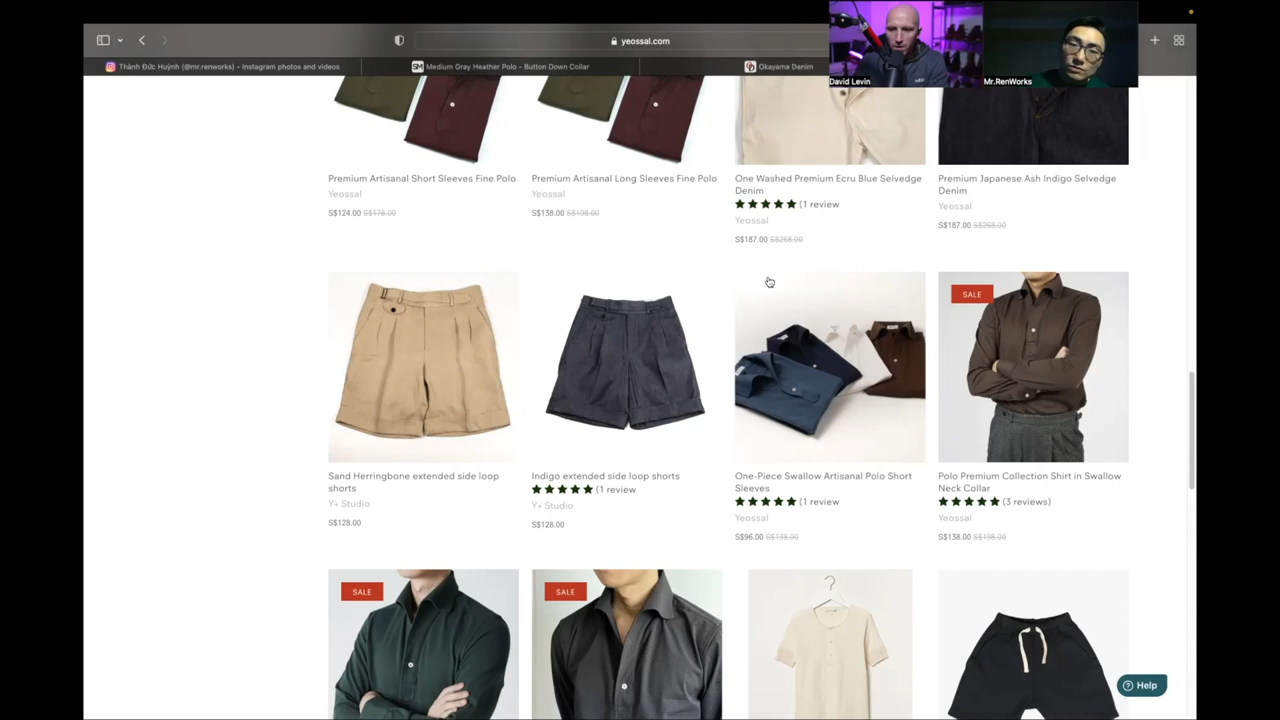 yeossal.com
David Levin
Mr.RenWorks
Thành Đức Huỳnh (@mr.renworks) • Instagram photos and videos
SM Medium Gray Heather Polo - Button Down Collar
Okayama Denim
Premium Artisanal Short Sleeves Fine Polo
Yeossal
S$124.00 S$178.00
Premium Artisanal Long Sleeves Fine Polo
Yeossal
S$138.00 S$198.00
One Washed Premium Ecru Blue Selvedge
Denim
(1 review
Yeossal
S$187.00 S$268.00
Premium Japanese Ash Indigo Selvedge
Denim
Yeossal
S$187.00 S$268.00
SALE
Sand Herringbone extended side loop
shorts
Y+ Studio
S$128.00
Indigo extended side loop shorts
(1 review
Y+ Studio
S$128.00
One-Piece Swallow Artisanal Polo Short
Sleeves
(1 review
Yeossal
S$96.00 S$138.00
Polo Premium Collection Shirt in Swallow
Neck Collar
(3 reviews)
Yeossal
S$138.00 S$198.00
SALE
SALE
Help